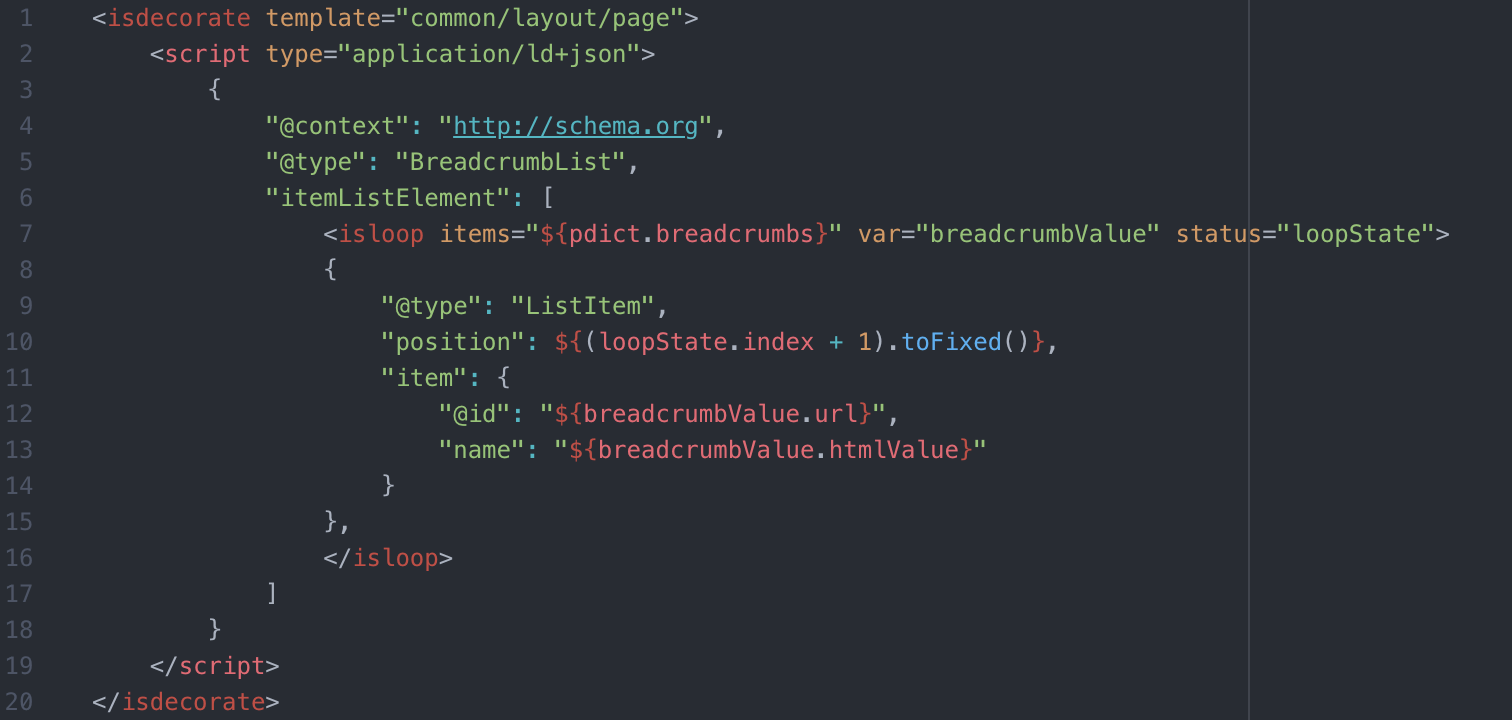 1 <isdecorate template="common/layout/page">
2 <script type="application/ld+json">
3 {
4 "@context": "http://schema.org",
5 "@type": "BreadcrumbList",
6 "itemListElement": [
7 <isloop items="${pdict.breadcrumbs}" var="breadcrumbValue" status="loopState">
8 {
9 "@type": "ListItem",
10 "position": ${(loopState.index + 1).toFixed()},
11 "item": {
12 "@id": "${breadcrumbValue.url}",
13 "name": "${breadcrumbValue.htmlValue}"
14 }
15 },
16 </isloop>
17 ]
18 }
19 </script>
20 </isdecorate>